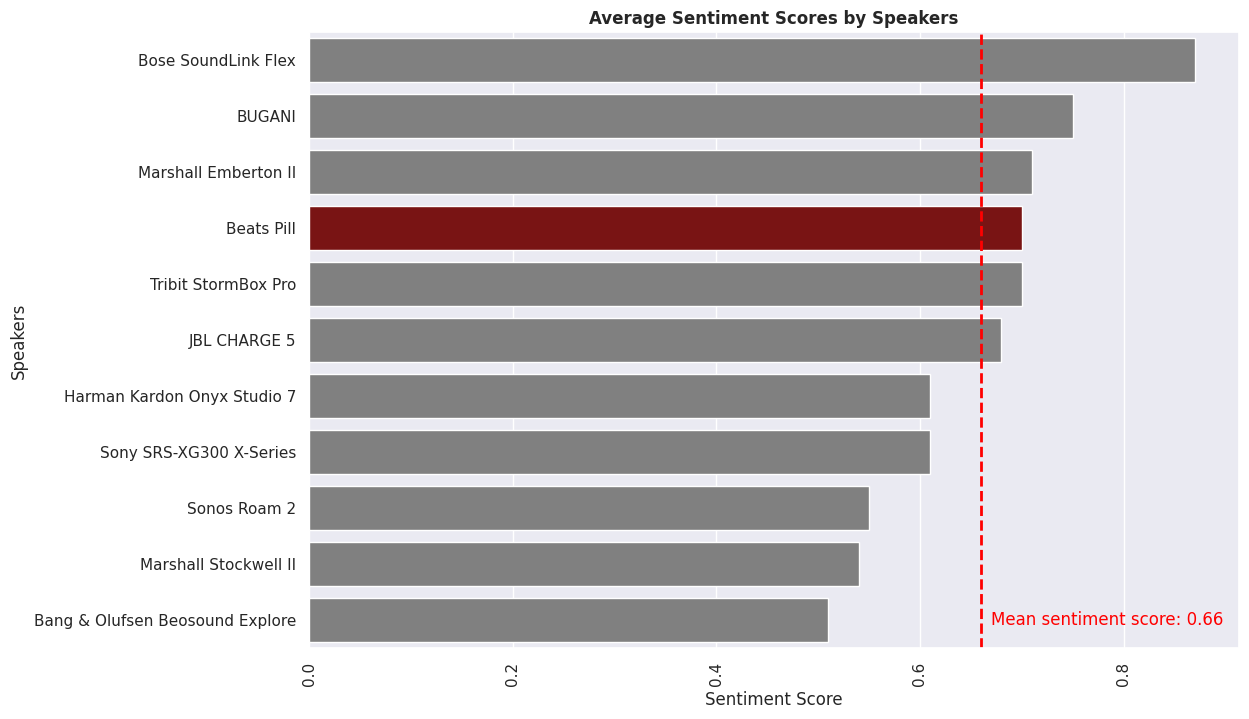 Average Sentiment Scores by Speakers
Speakers
Bose SoundLink Flex
BUGANI
Marshall Emberton II
Beats Pill
Tribit StormBox Pro
JBL CHARGE 5
Harman Kardon Onyx Studio 7
Sony SRS-XG300 X-Series
Sonos Roam 2
Marshall Stockwell II
Bang & Olufsen Beosound Explore
Mean sentiment score: 0.66
0.0
0.2
0.4
0.6
0.8
Sentiment Score